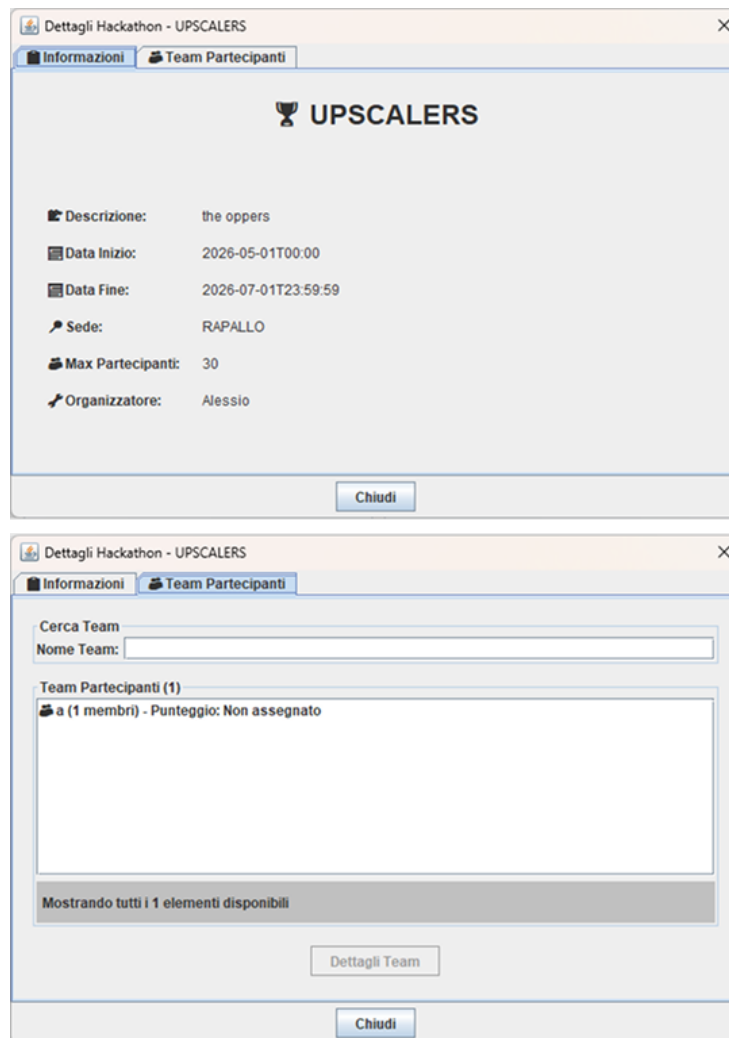 Dettagli Hackathon - UPSCALERS
Informazioni Team Partecipanti
UPSCALERS
Descrizione: the oppers
Data Inizio: 2026-05-01T00:00
Data Fine: 2026-07-01T23:59:59
Sede: RAPALLO
Max Partecipanti: 30
Organizzatore: Alessio
Chiudi
Dettagli Hackathon - UPSCALERS
Informazioni Team Partecipanti
Cerca Team
Nome Team:
Team Partecipanti (1)
a (1 membri) - Punteggio: Non assegnato
Mostrando tutti i 1 elementi disponibili
Dettagli Team
Chiudi